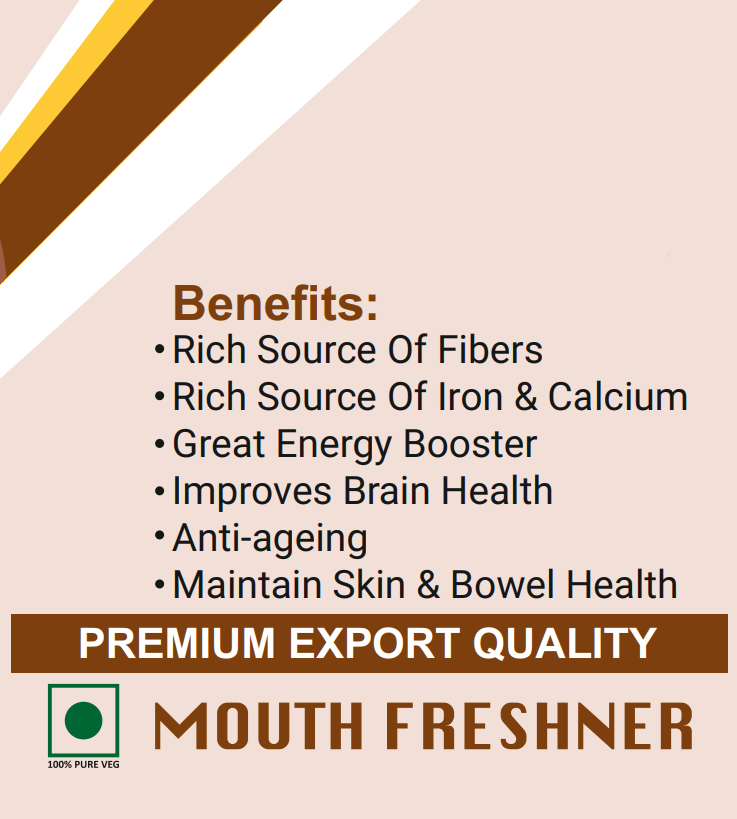 Benefits:
• Rich Source Of Fibers
• Rich Source Of Iron & Calcium
• Great Energy Booster
• Improves Brain Health
• Anti-ageing
• Maintain Skin & Bowel Health
PREMIUM EXPORT QUALITY
MOUTH FRESHNER
100% PURE VEG